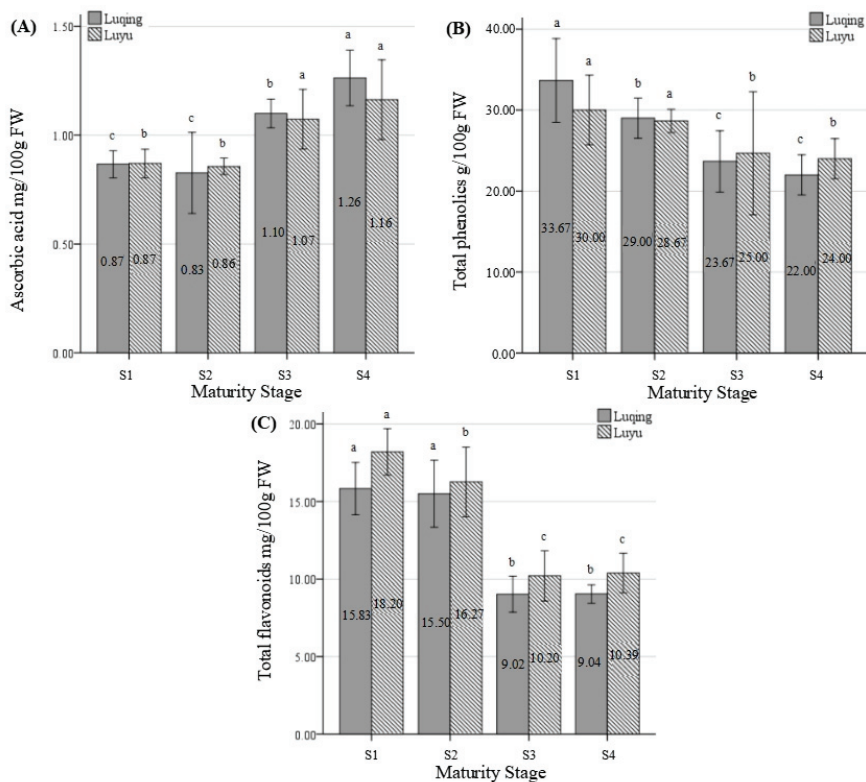 (A)
Luqing
Luyu
Ascorbic acid mg/100g FW
1.50
1.00
0.50
0.00
c b c b b a a a
0.87 0.87 0.83 0.86 1.10 1.07 1.26 1.16
S1 S2 S3 S4
Maturity Stage
(B)
Luqing
Luyu
Total phenolics g/100g FW
40.00
30.00
20.00
10.00
.00
a a b a c b c b
33.67 30.00 29.00 28.67 23.67 25.00 22.00 24.00
S1 S2 S3 S4
Maturity Stage
(C)
Luqing
Luyu
Total flavonoids mg/100g FW
20.00
15.00
10.00
5.00
0.00
a a a b b c b c
15.83 18.20 15.50 16.27 9.02 10.20 9.04 10.39
S1 S2 S3 S4
Maturity Stage